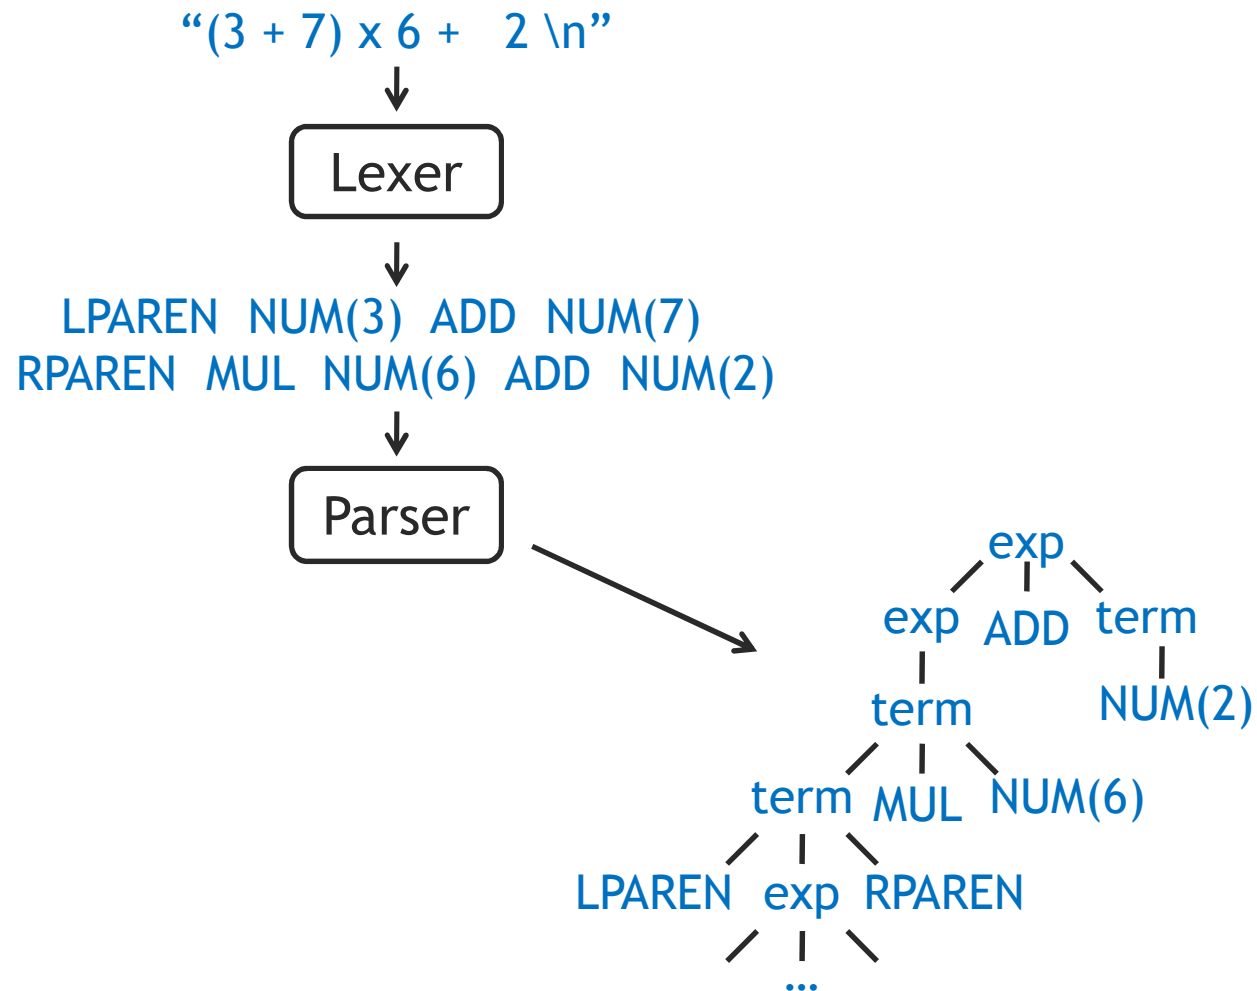 “(3 + 7) x 6 +   2 \n”
Lexer
LPAREN NUM(3) ADD NUM(7)
RPAREN MUL NUM(6) ADD NUM(2)
Parser
exp
exp ADD term
term NUM(2)
term MUL NUM(6)
LPAREN exp RPAREN
...